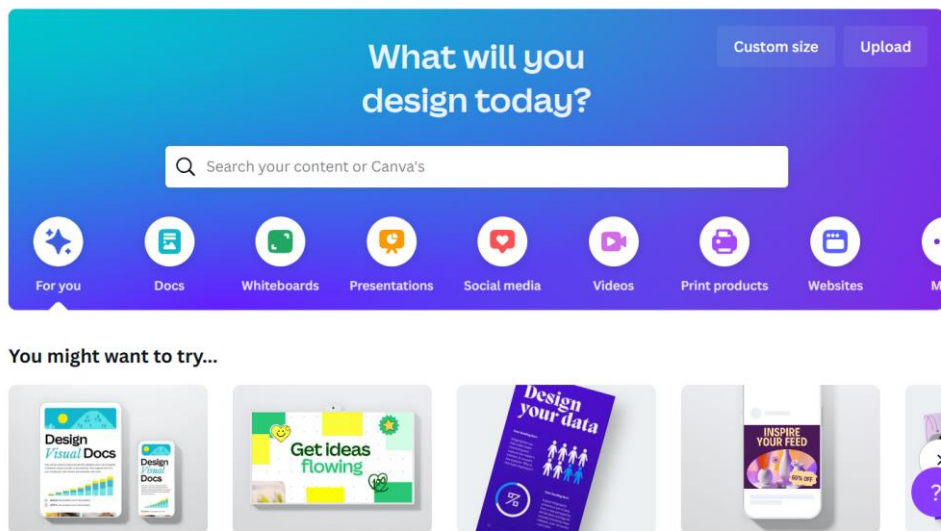 What will you
design today?
Custom size
Upload
Search your content or Canva's
For you
Docs
Whiteboards
Presentations
Social media
Videos
Print products
Websites
M
You might want to try...
Design
Visual Docs
Design
Visual
Docs
Get ideas
flowing
100
Design
your data
%
INSPIRE
YOUR FEED
60% OFF
?